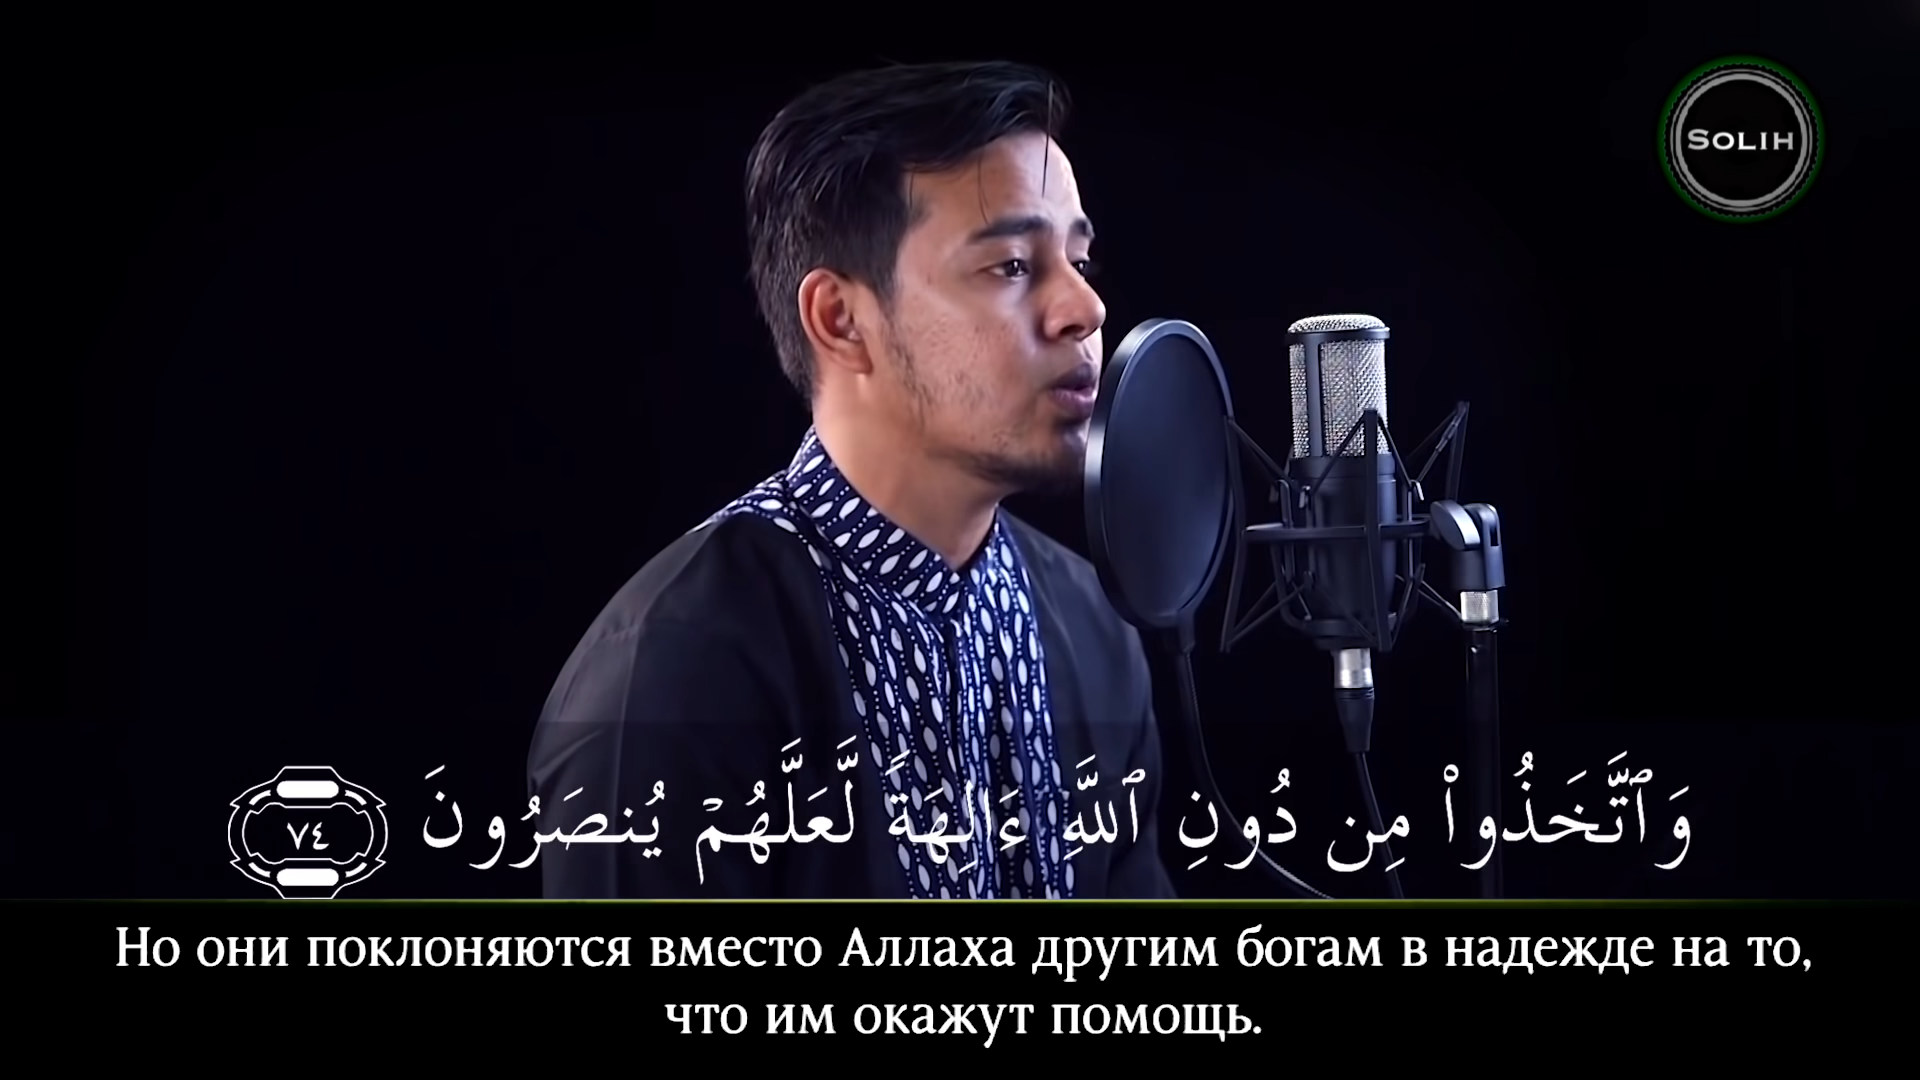 SOLIH
وَٱتَّخَذُوا۟ مِن دُونِ ٱللَّهِ ءَالِهَةً لَّعَلَّهُمْ يُنصَرُونَ ٧٤
Но они поклоняются вместо Аллаха другим богам в надежде на то,
что им окажут помощь.